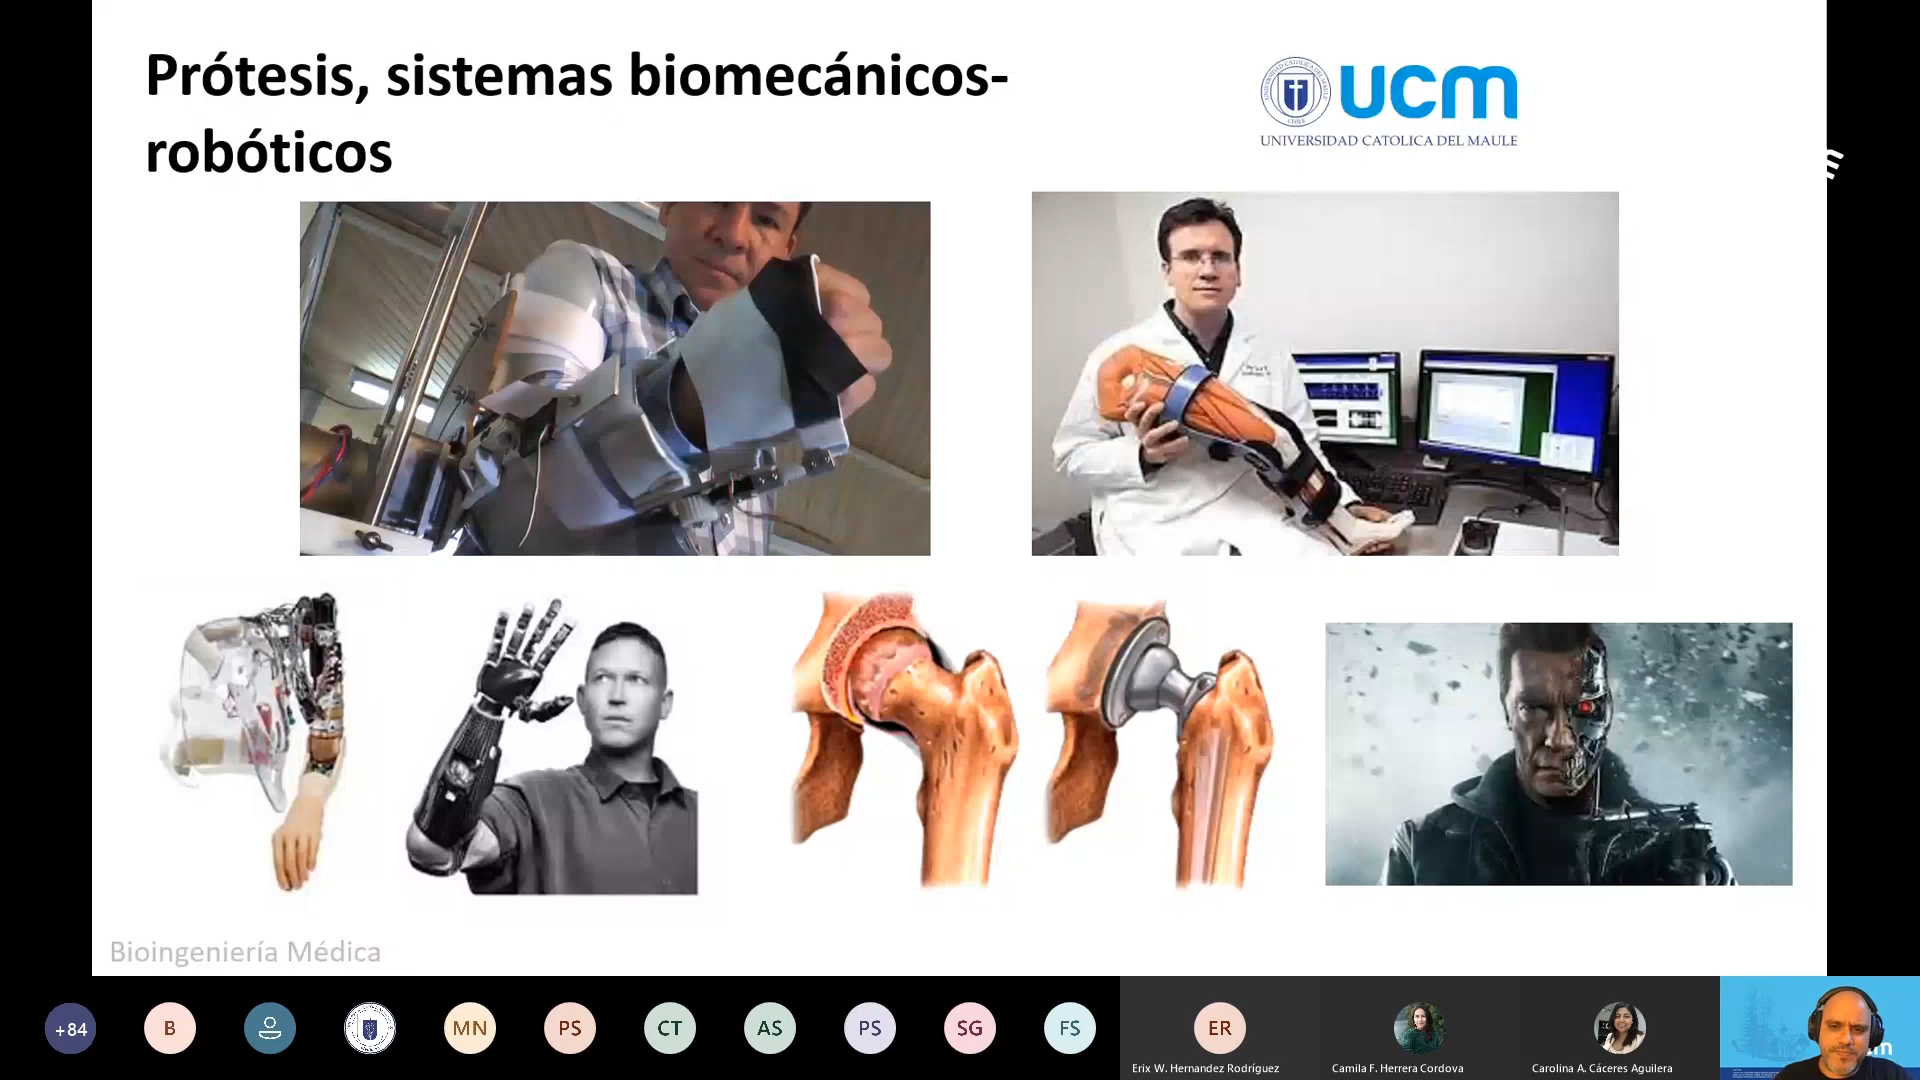 Prótesis, sistemas biomecánicos-
robóticos
ucm
UNIVERSIDAD CATOLICA DEL MAULE
Bioingeniería Médica
+84
B
MN
PS
CT
AS
PS
SG
FS
ER
Erix W. Hernandez Rodríguez
Camila F. Herrera Cordova
Carolina A. Cáceres Aguilera